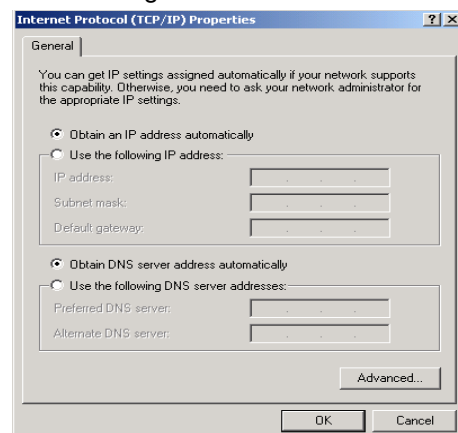 Internet Protocol (TCP/IP) Properties
General
You can get IP settings assigned automatically if your network supports
this capability. Otherwise, you need to ask your network administrator for
the appropriate IP settings.
Obtain an IP address automatically
Use the following IP address:
IP address:
Subnet mask:
Default gateway:
Obtain DNS server address automatically
Use the following DNS server addresses:
Preferred DNS server:
Alternate DNS server:
Advanced...
OK Cancel